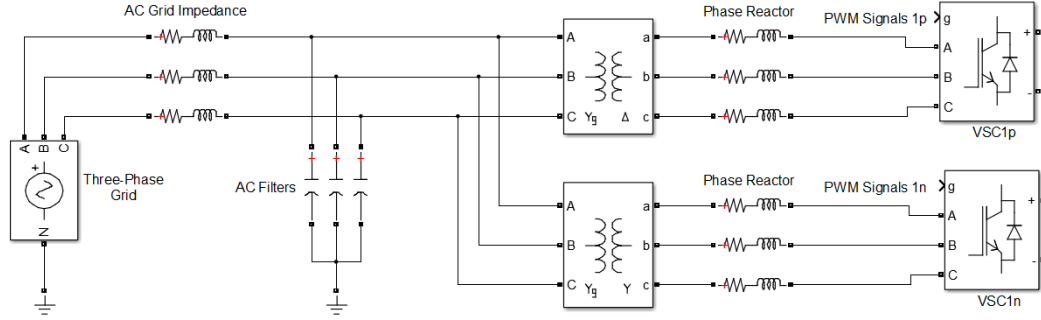 AC Grid Impedance
Phase Reactor
PWM Signals 1p
g
A
a
A
+
B
b
B
C
Yg
Δ
c
C
-
VSC1p
A
B
C
+
N
Three-Phase
Grid
AC Filters
Phase Reactor
PWM Signals 1n
g
A
a
A
+
B
b
B
C
Yg
Y
c
C
-
VSC1n